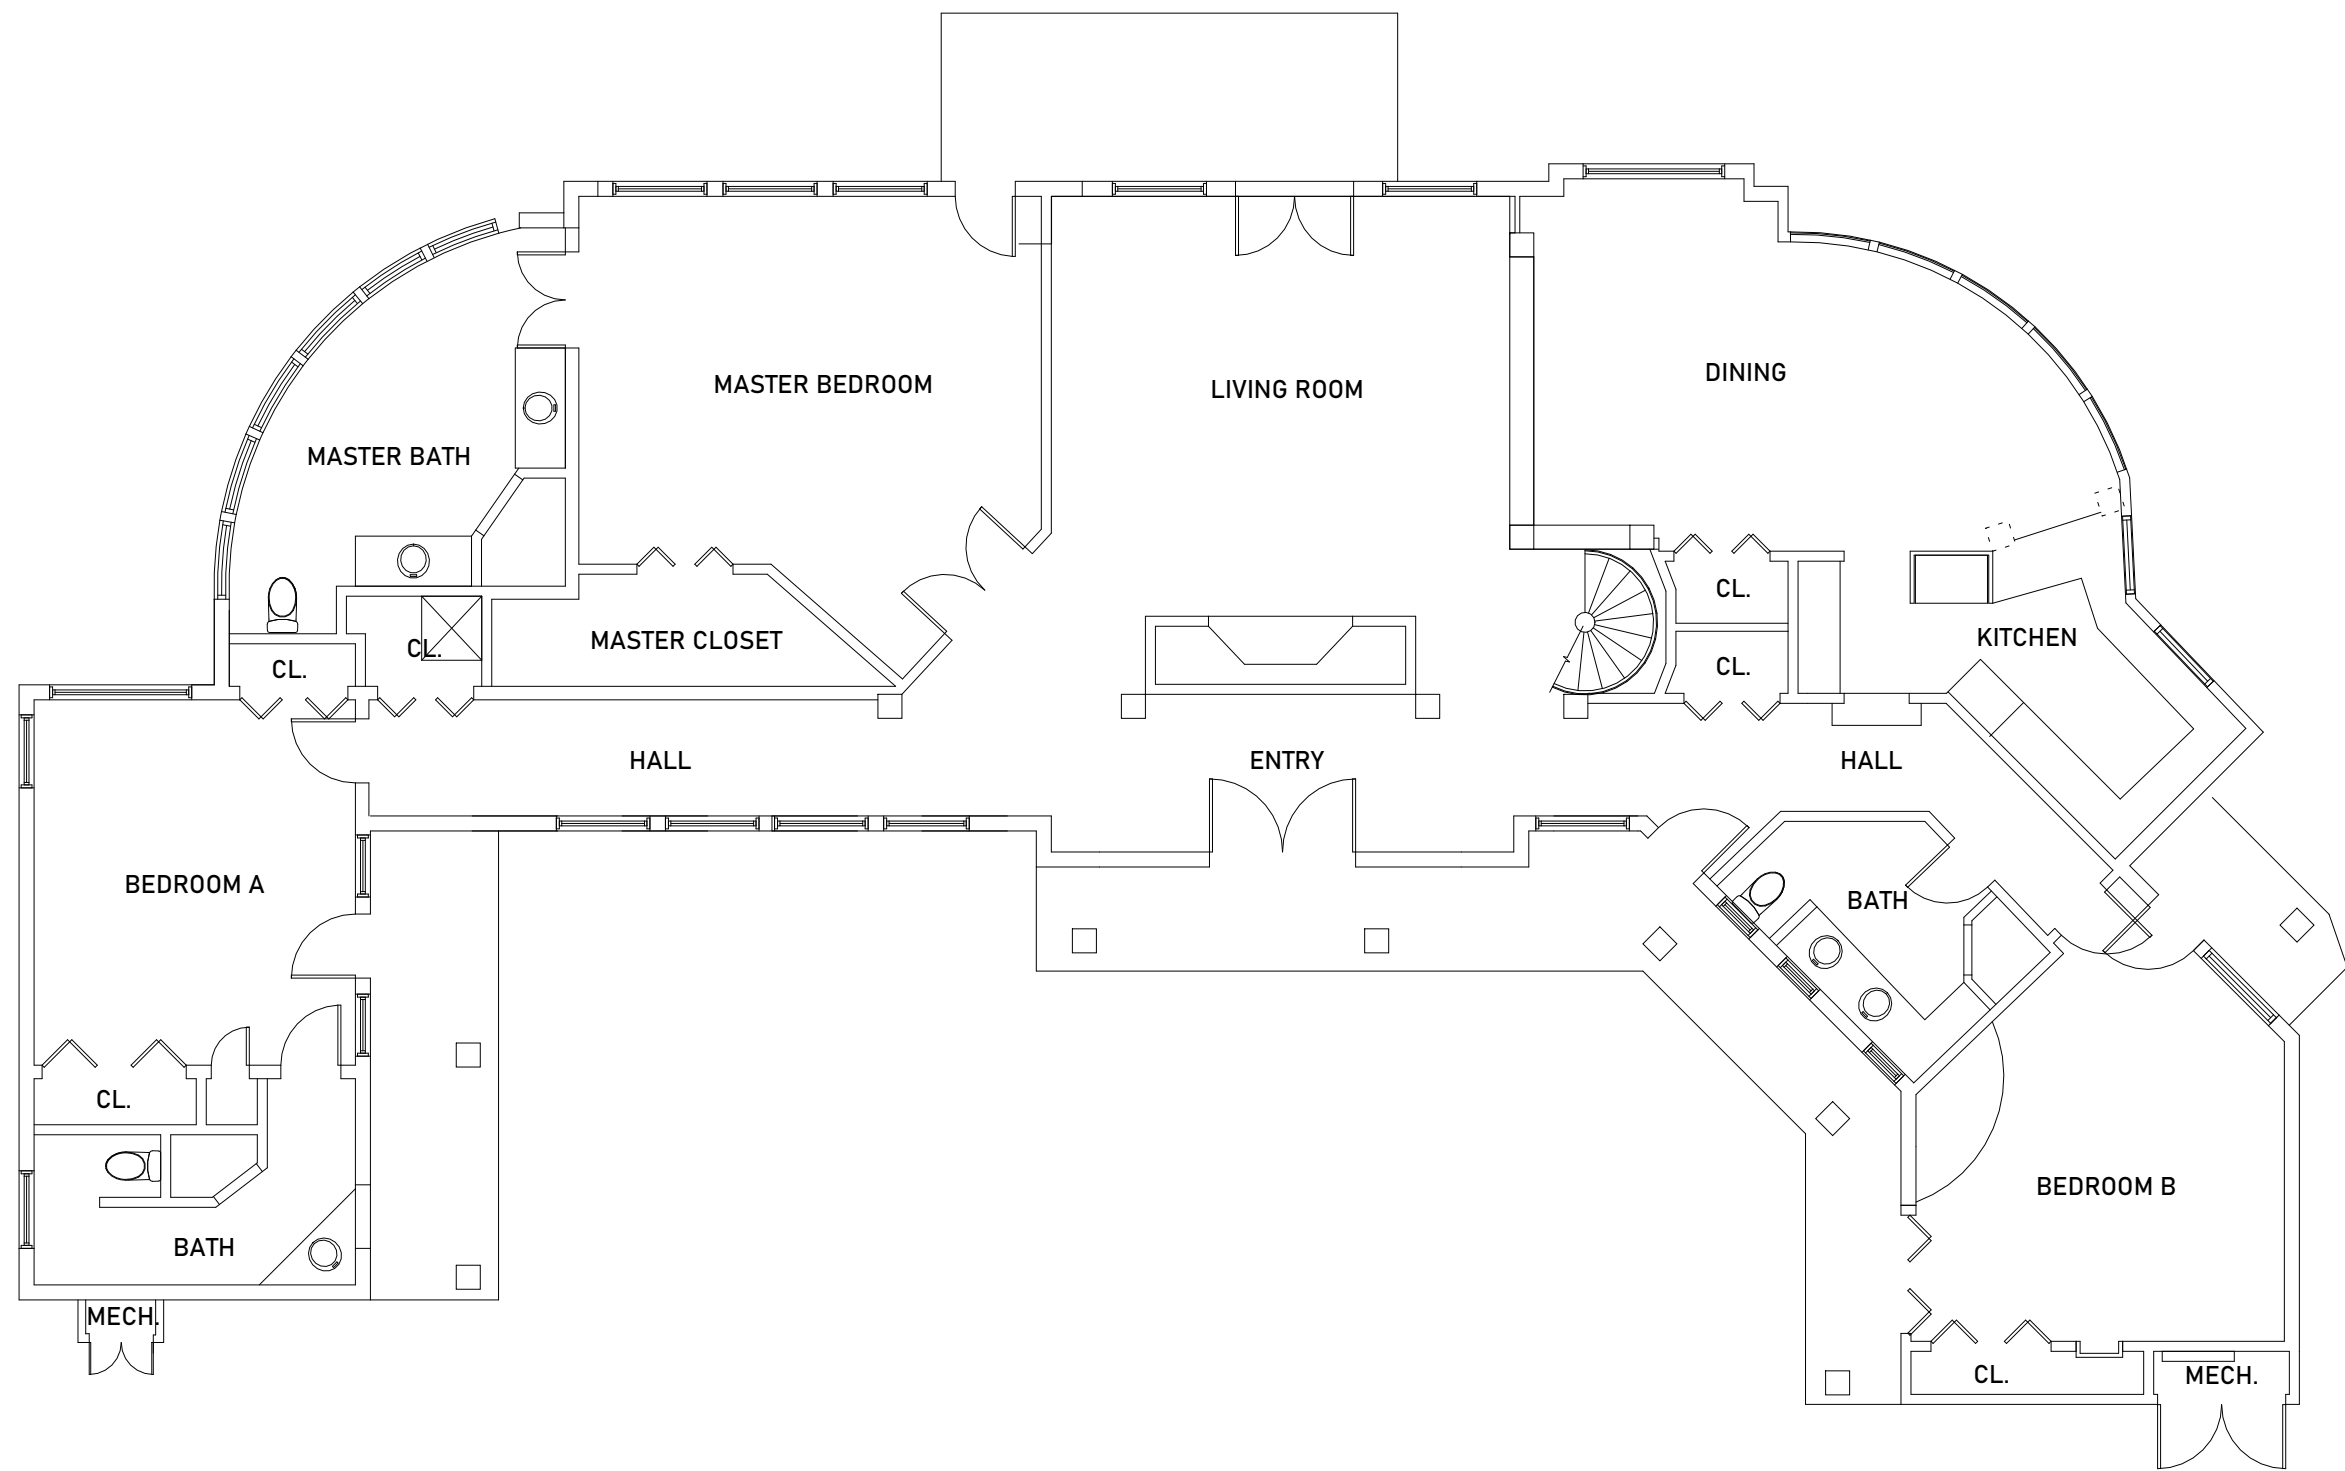 DINING
MASTER BEDROOM
LIVING ROOM
MASTER BATH
CL.
KITCHEN
MASTER CLOSET
CL.
CL.
CL.
HALL
ENTRY
HALL
BEDROOM A
BATH
CL.
BEDROOM B
BATH
MECH.
CL.
MECH.